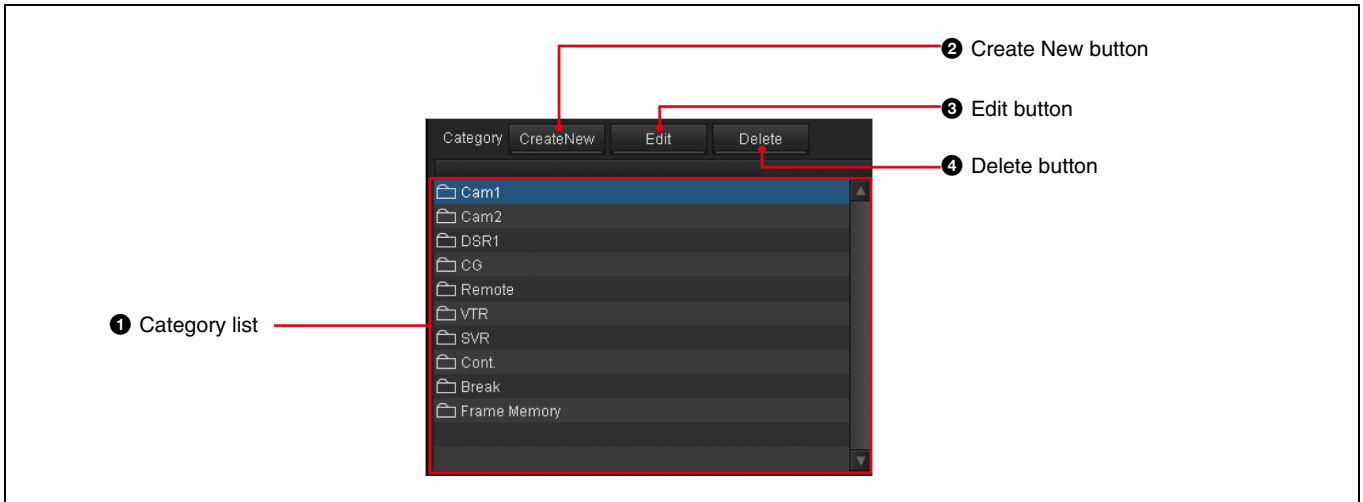 ❷ Create New button
❸ Edit button
Category CreateNew Edit Delete
❹ Delete button
Cam1
Cam2
DSR1
CG
Remote
VTR
❶ Category list
SVR
Cont.
Break
Frame Memory